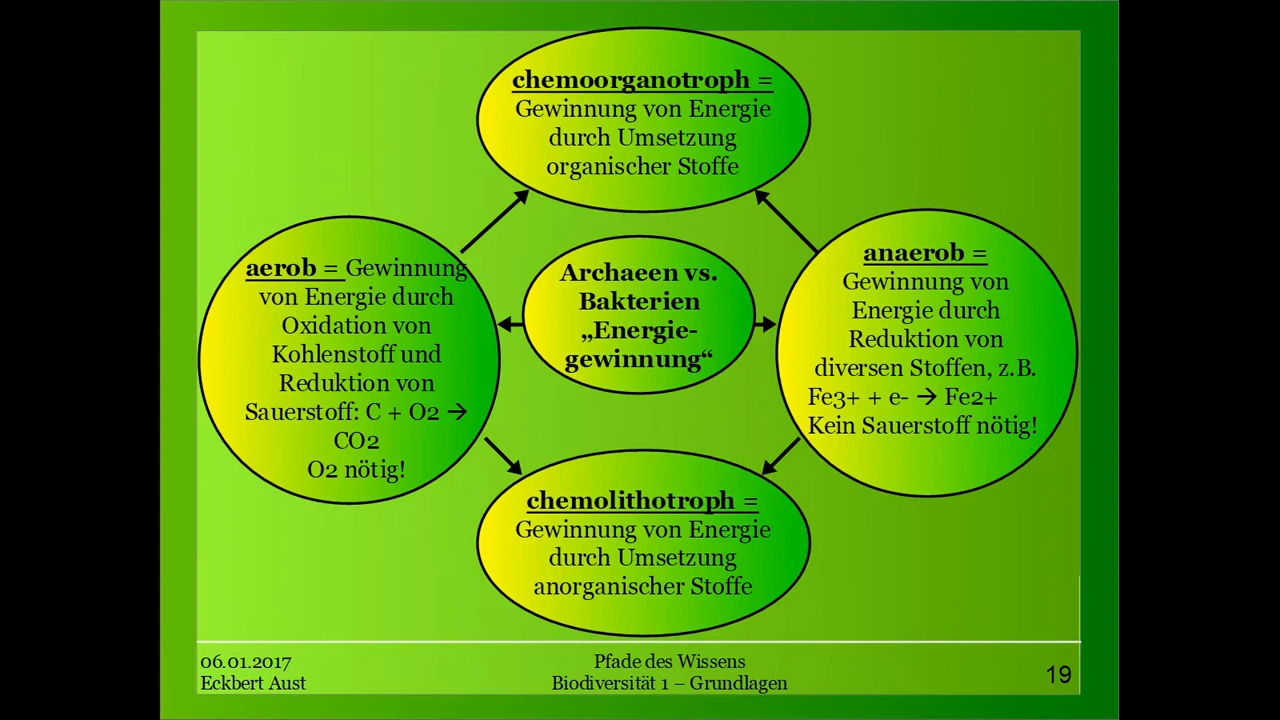 chemoorganotroph =
Gewinnung von Energie
durch Umsetzung
organischer Stoffe
aerob = Gewinnung
von Energie durch
Oxidation von
Kohlenstoff und
Reduktion von
Sauerstoff: C + O2 →
CO2
O2 nötig!
Archaeen vs.
Bakterien
„Energie-
gewinnung“
anaerob =
Gewinnung von
Energie durch
Reduktion von
diversen Stoffen, z.B.
Fe3+ + e- → Fe2+
Kein Sauerstoff nötig!
chemolithotroph =
Gewinnung von Energie
durch Umsetzung
anorganischer Stoffe
06.01.2017
Eckbert Aust
Pfade des Wissens
Biodiversität 1 – Grundlagen
19